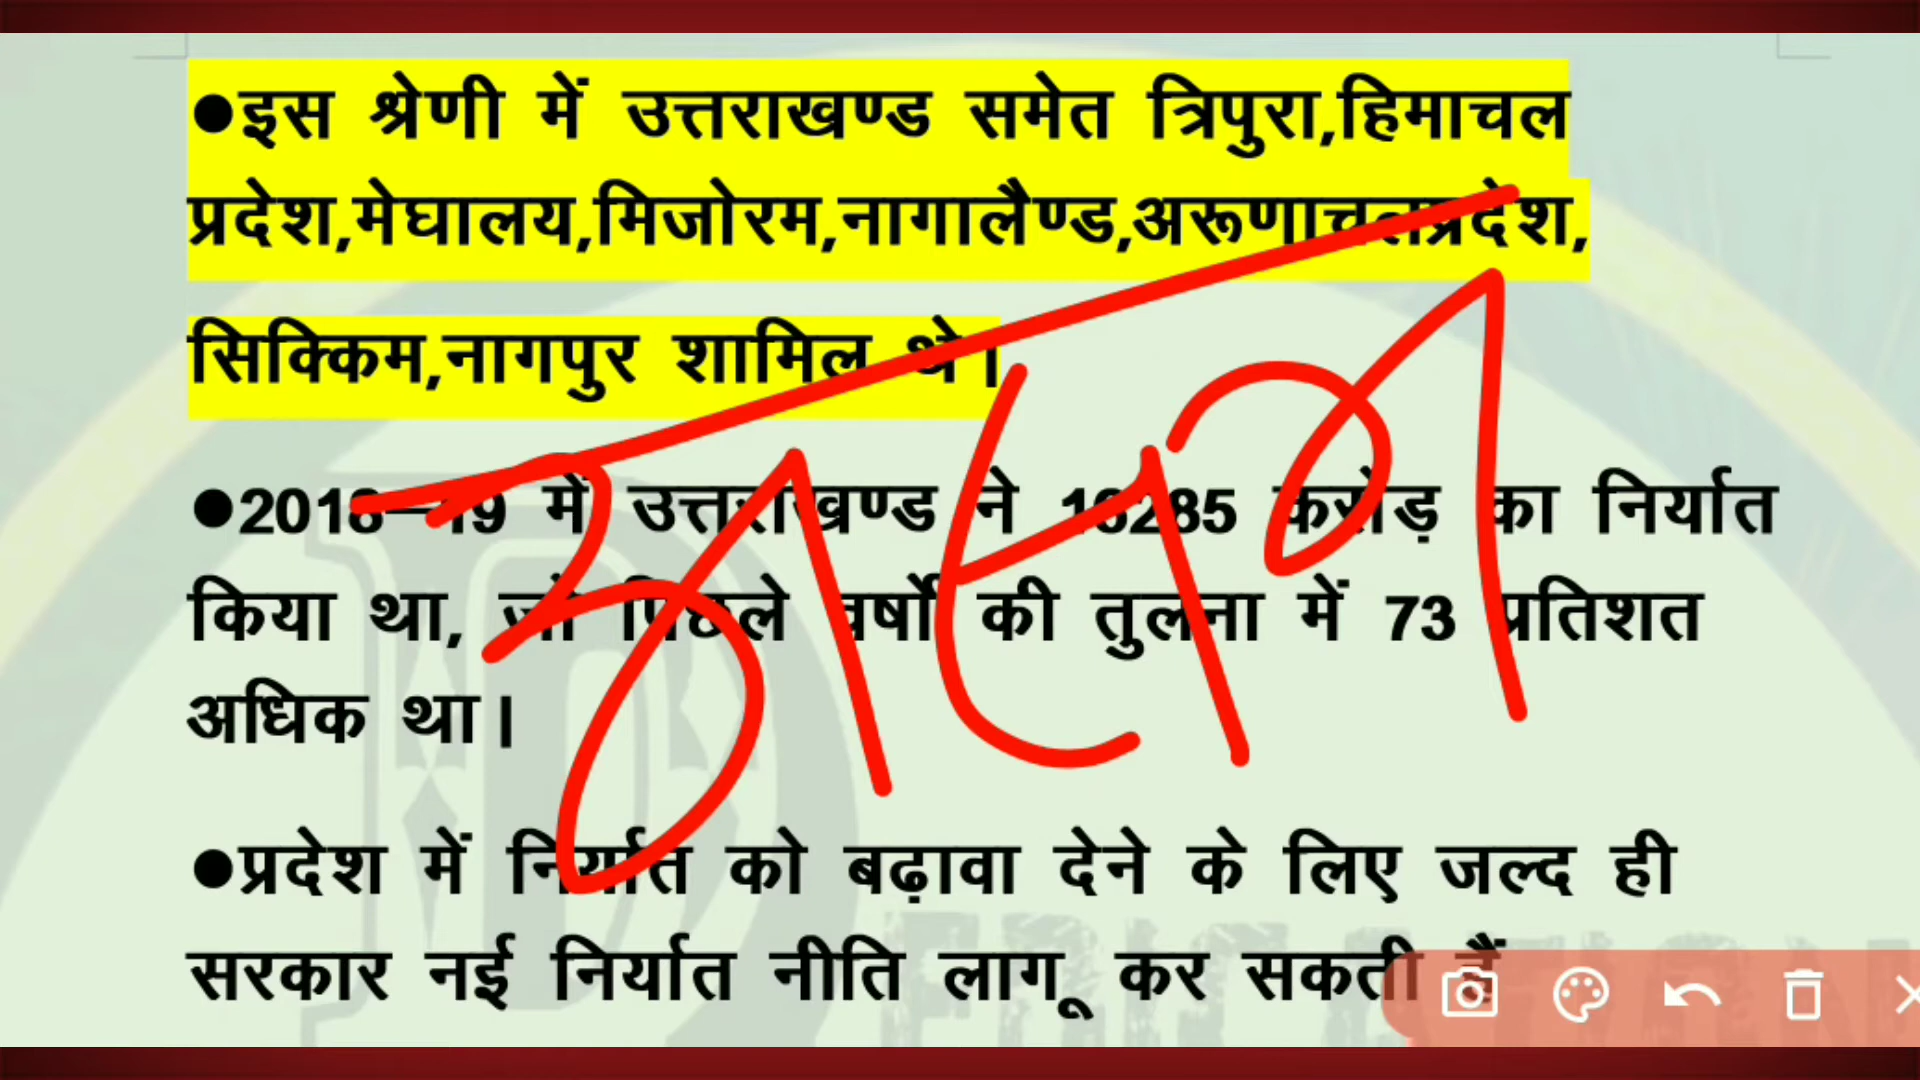 ●इस श्रेणी में उत्तराखण्ड समेत त्रिपुरा,हिमाचल
प्रदेश,मेघालय,मिजोरम,नागालैण्ड,अरूणाचलप्रदेश,
सिक्किम,नागपुर शामिल थे।
●2018–19 में उत्तराखण्ड ने 16285 करोड़ का निर्यात
किया था, जो पिछले वर्षों की तुलना में 73 प्रतिशत
अधिक था।
●प्रदेश में निर्यात को बढ़ावा देने के लिए जल्द ही
सरकार नई निर्यात नीति लागू कर सकती हैं